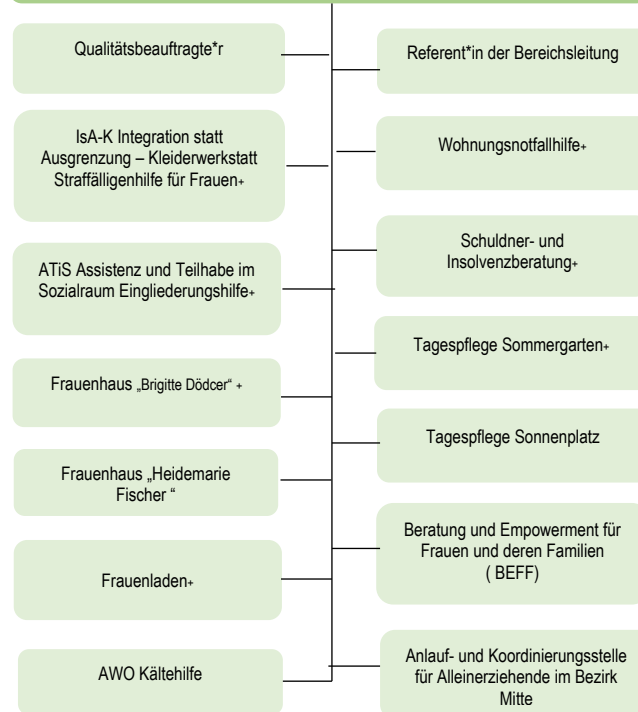 Qualitätsbeauftragte*r
IsA-K Integration statt
Ausgrenzung – Kleiderwerkstatt
Straffälligenhilfe für Frauen+
ATiS Assistenz und Teilhabe im
Sozialraum Eingliederungshilfe+
Frauenhaus „Brigitte Dödcer“ +
Frauenhaus „Heidemarie
Fischer “
Frauenladen+
AWO Kältehilfe
Referent*in der Bereichsleitung
Wohnungsnotfallhilfe+
Schuldner- und
Insolvenzberatung+
Tagespflege Sommergarten+
Tagespflege Sonnenplatz
Beratung und Empowerment für
Frauen und deren Familien
( BEFF)
Anlauf- und Koordinierungsstelle
für Alleinerziehende im Bezirk
Mitte